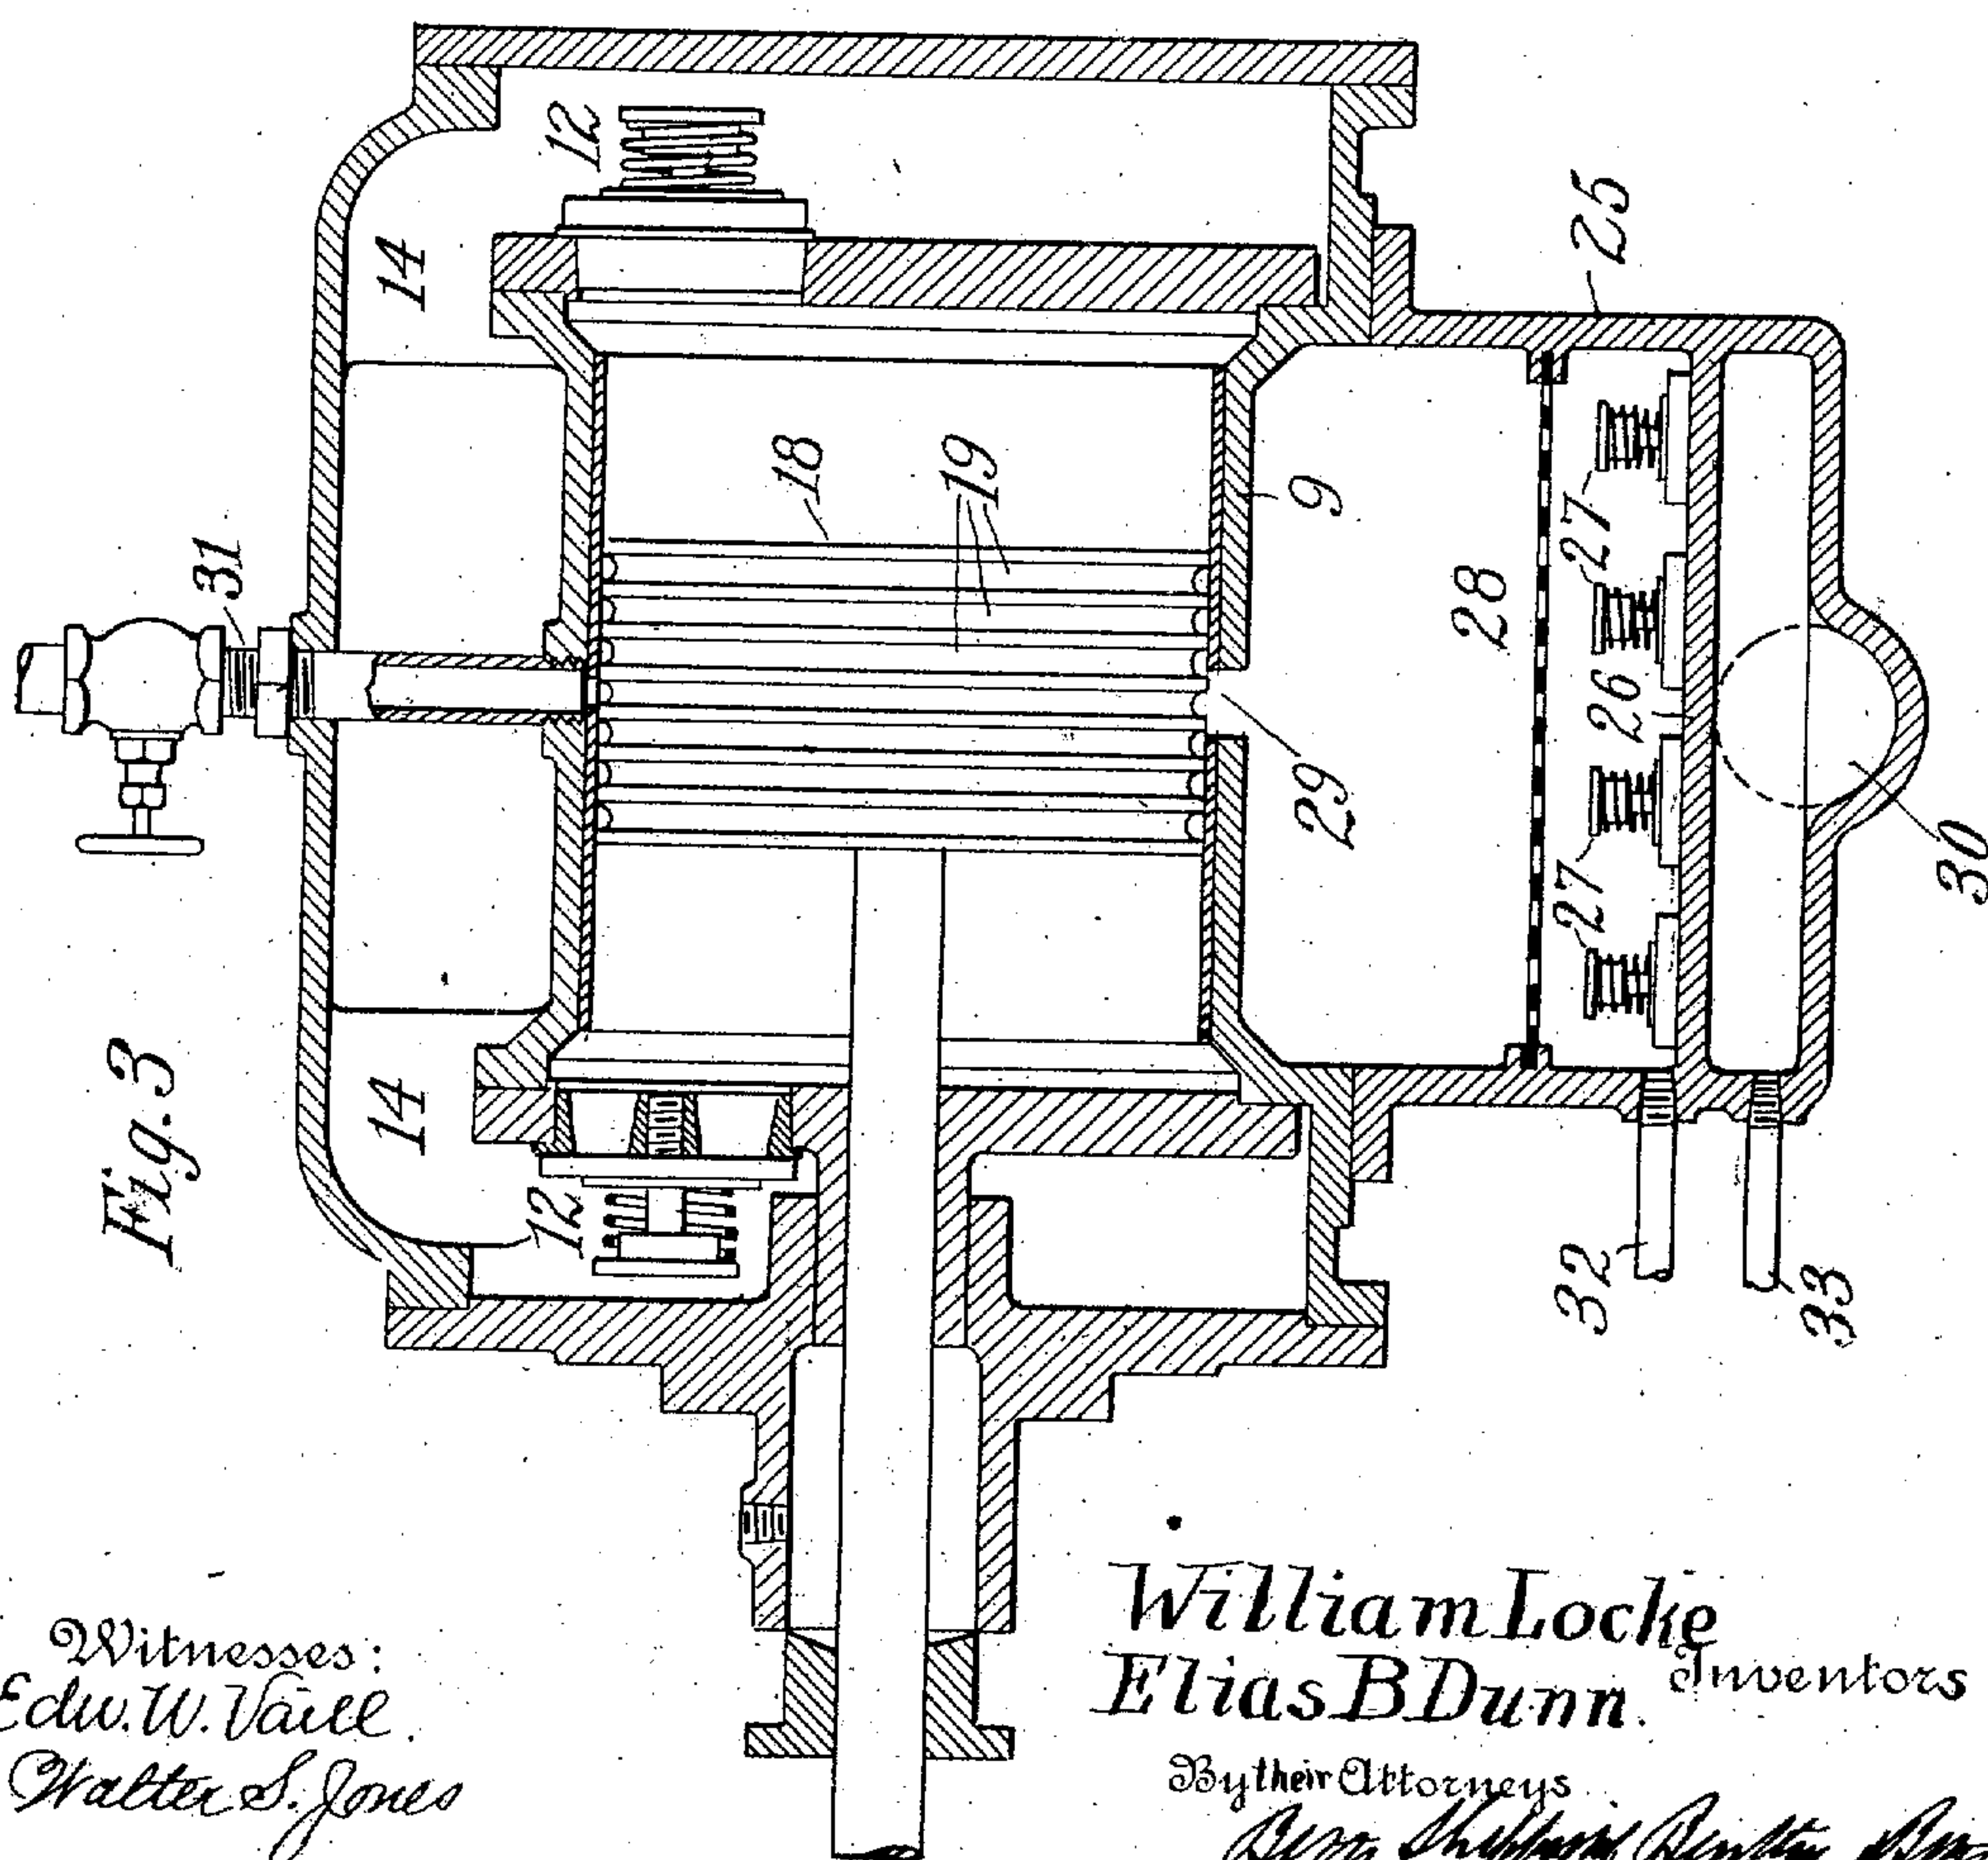 Fig. 3
12
14
25
31
18
19
9
27
28
26
29
27
30
14
12
32
33
Witnesses:
Edw. W. Vaill.
Walter S. Jones
William Locke
Elias B Dunn.
Inventors
By their Attorneys